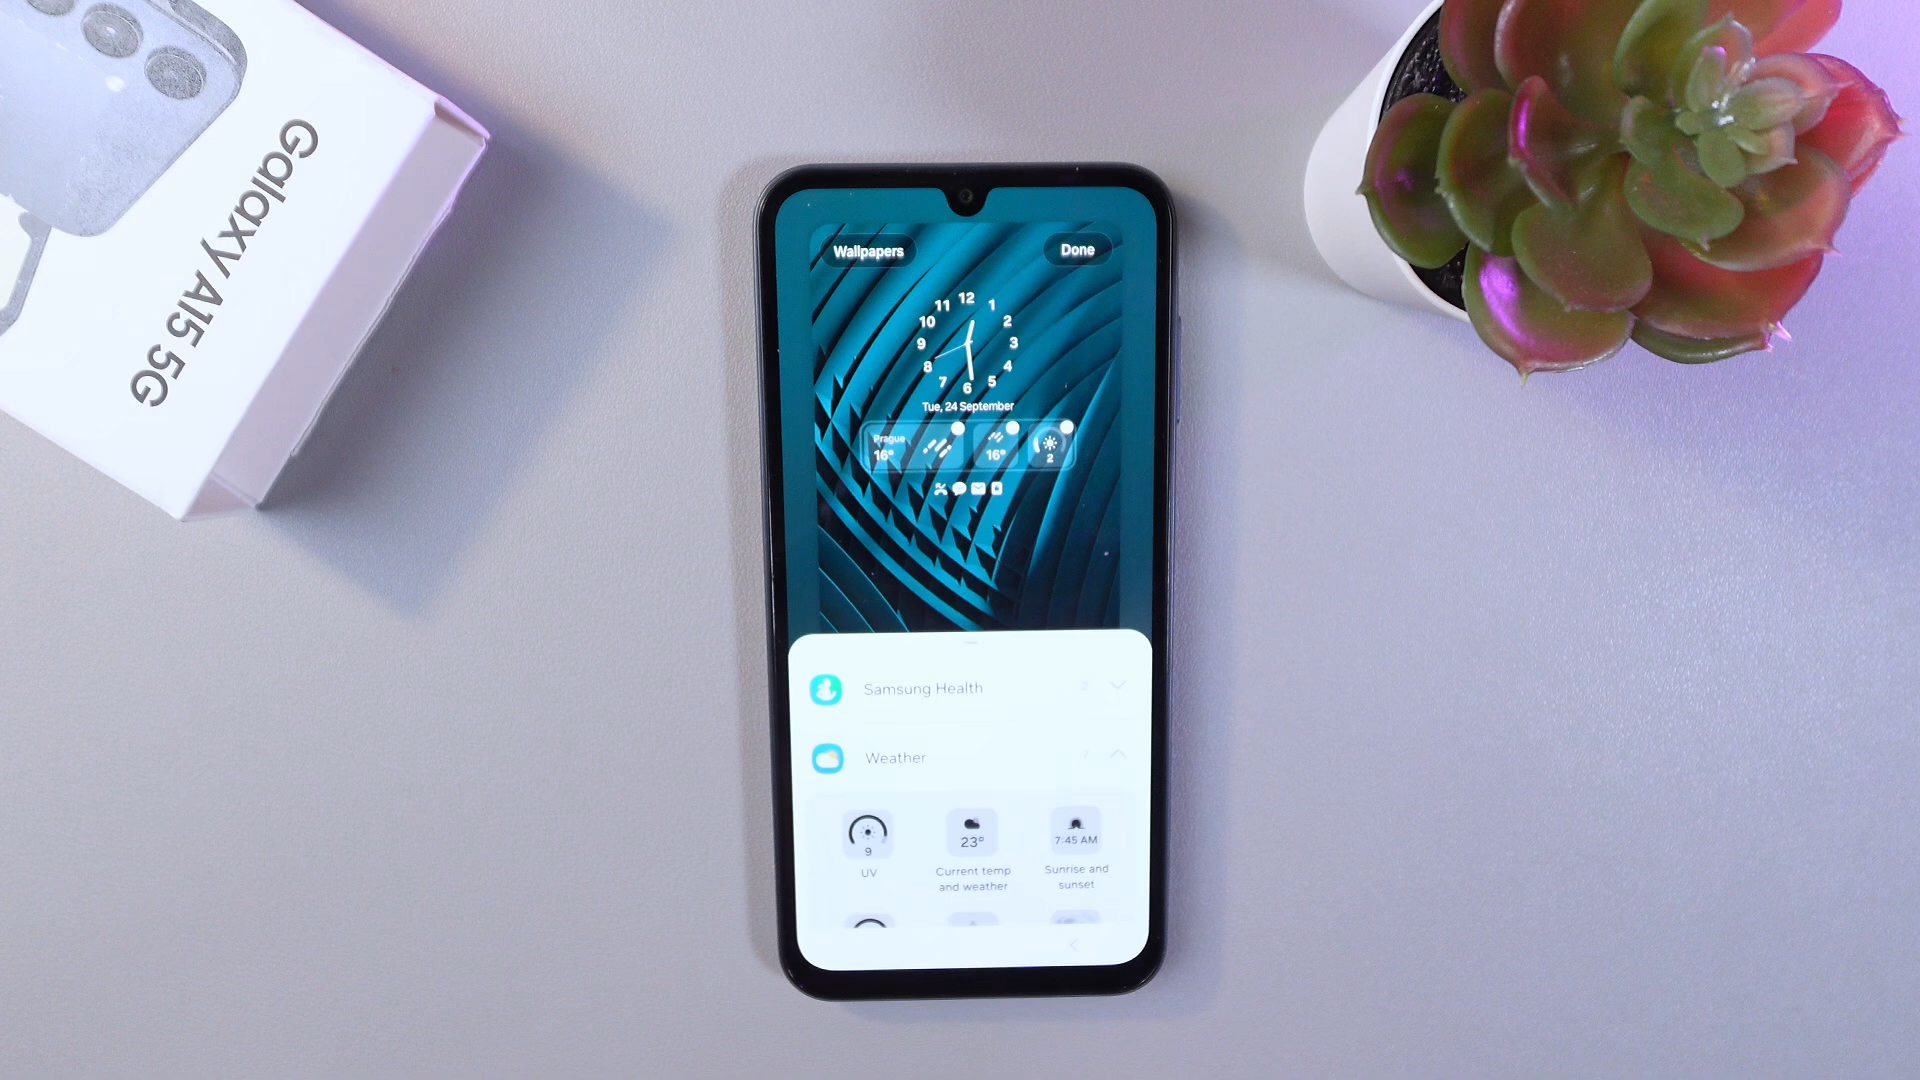 Galaxy A15 5G
Wallpapers
Done
12
11
1
10
2
9
3
8
4
7
5
6
Tue, 24 September
Prague
16°
16°
2
Samsung Health
2
Weather
7
9
23°
7:45 AM
UV
Current temp
and weather
Sunrise and
sunset